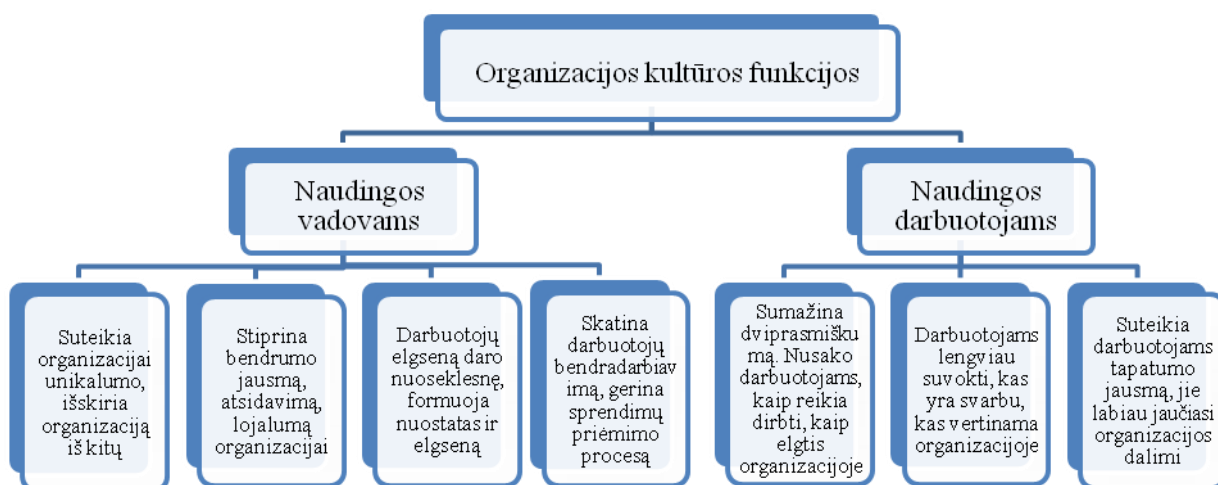 Organizacijos kultūros funkcijos
Naudingos
vadovams
Naudingos
darbuotojams
Suteikia
organizacijai
unikalumo,
išskiria
organizaciją
iš kitų
Stiprina
bendrumo
jausmą,
atsidavimą,
lojalumą
organizacijai
Darbuotojų
elgseną daro
nuoseklesnę,
formuoja
nuostatas ir
elgseną
Skatina
darbuotojų
bendradarbiav
imą, gerina
sprendimų
priėmimo
procesą
Sumažina
dviprasmišku
mą. Nusako
darbuotojams,
kaip reikia
dirbti, kaip
elgtis
organizacijoje
Darbuotojams
lengviau
suvokti, kas
yra svarbu,
kas vertinama
organizacijoje
Suteikia
darbuotojams
tapatumo
jausmą, jie
labiau jaučiasi
organizacijos
dalimi